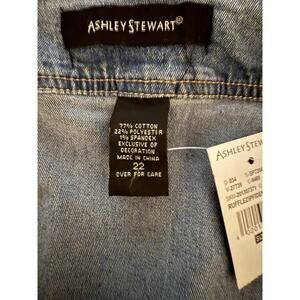 ASHLEY STEWART®
77% COTTON
22% POLYESTER
1% SPANDEX
EXCLUSIVE OF
DECORATION
MADE IN CHINA
22
OVER FOR CARE
ASHLEY STEWART
D-834